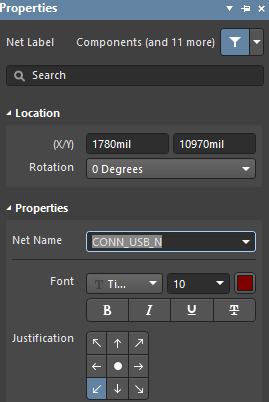 Properties
Net Label Components (and 11 more)
Search
Location
(X/Y) 1780mil 10970mil
Rotation 0 Degrees
Properties
Net Name CONN_USB_N
Font Ti... 10
B I U T
Justification